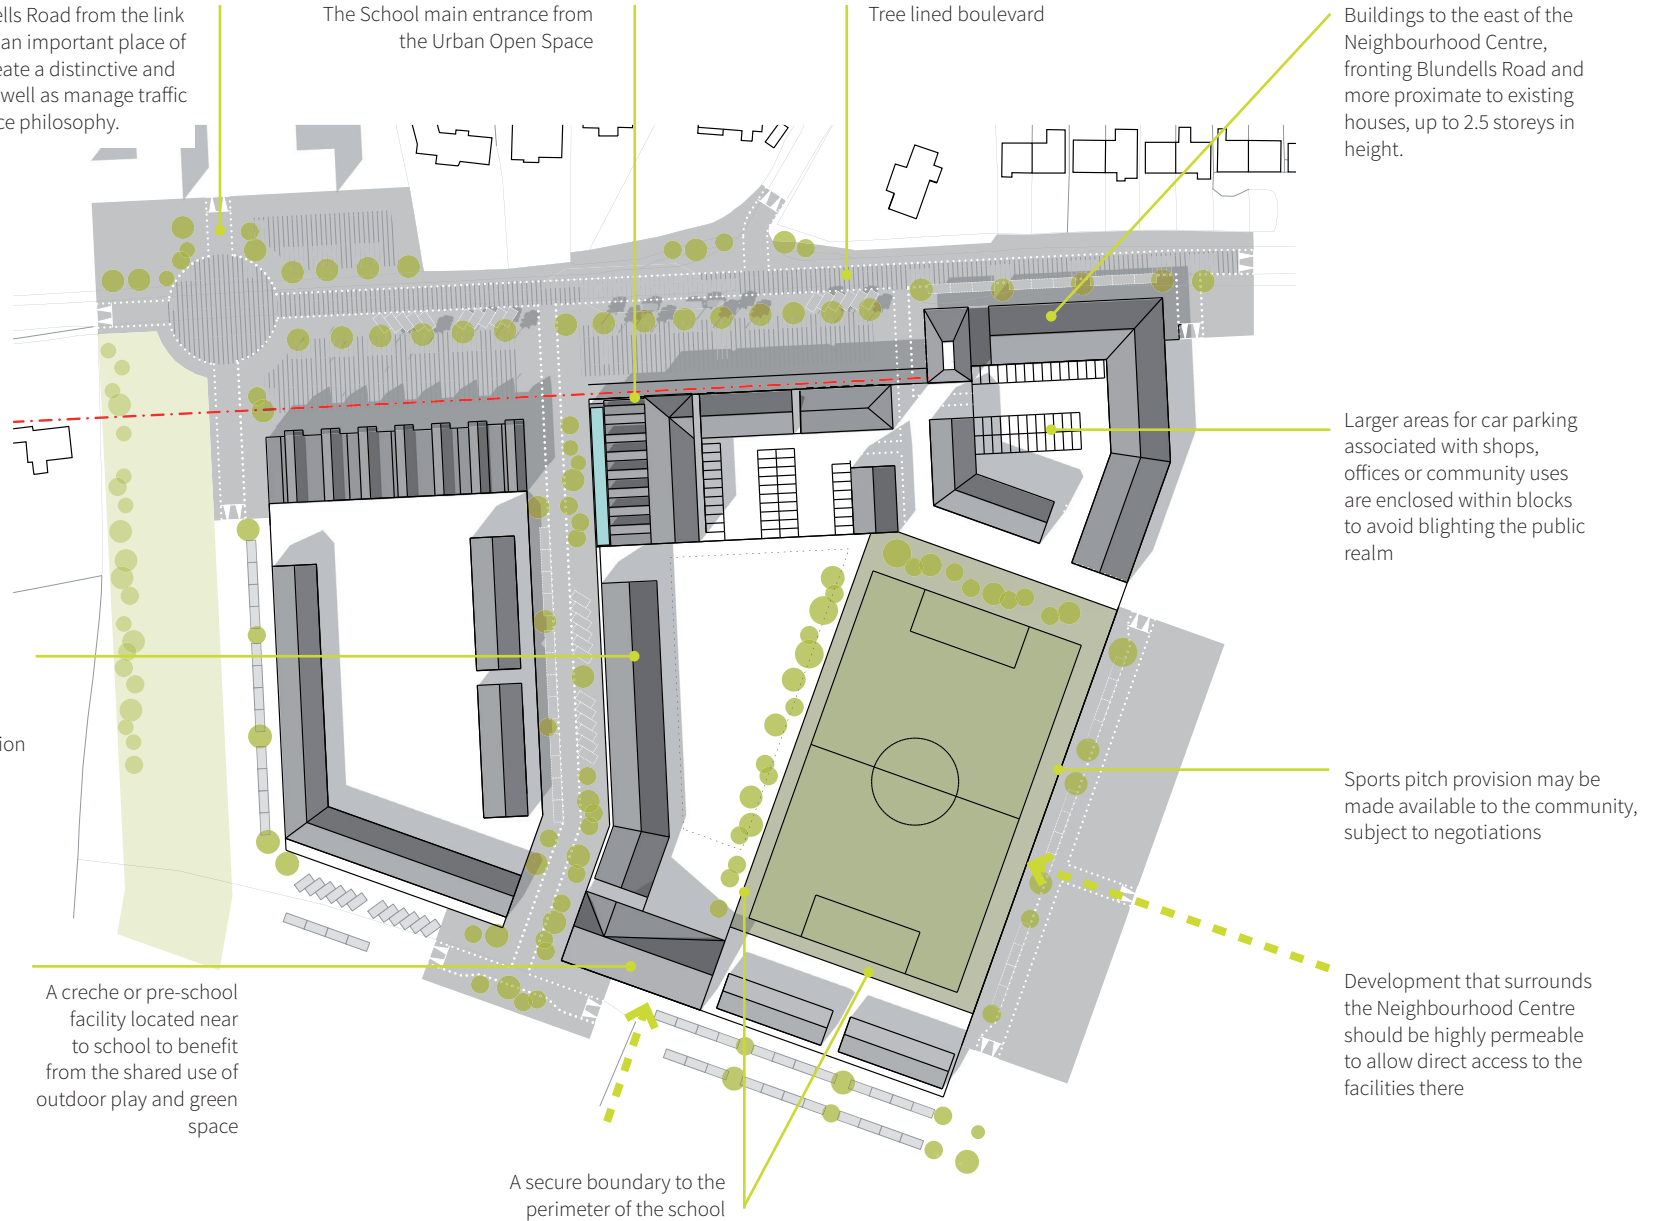 ells Road from the link
an important place of
eate a distinctive and
well as manage traffic
ce philosophy.
The School main entrance from
the Urban Open Space
Tree lined boulevard
Buildings to the east of the
Neighbourhood Centre,
fronting Blundells Road and
more proximate to existing
houses, up to 2.5 storeys in
height.
Larger areas for car parking
associated with shops,
offices or community uses
are enclosed within blocks
to avoid blighting the public
realm
ion
Sports pitch provision may be
made available to the community,
subject to negotiations
A creche or pre-school
facility located near
to school to benefit
from the shared use of
outdoor play and green
space
Development that surrounds
the Neighbourhood Centre
should be highly permeable
to allow direct access to the
facilities there
A secure boundary to the
perimeter of the school